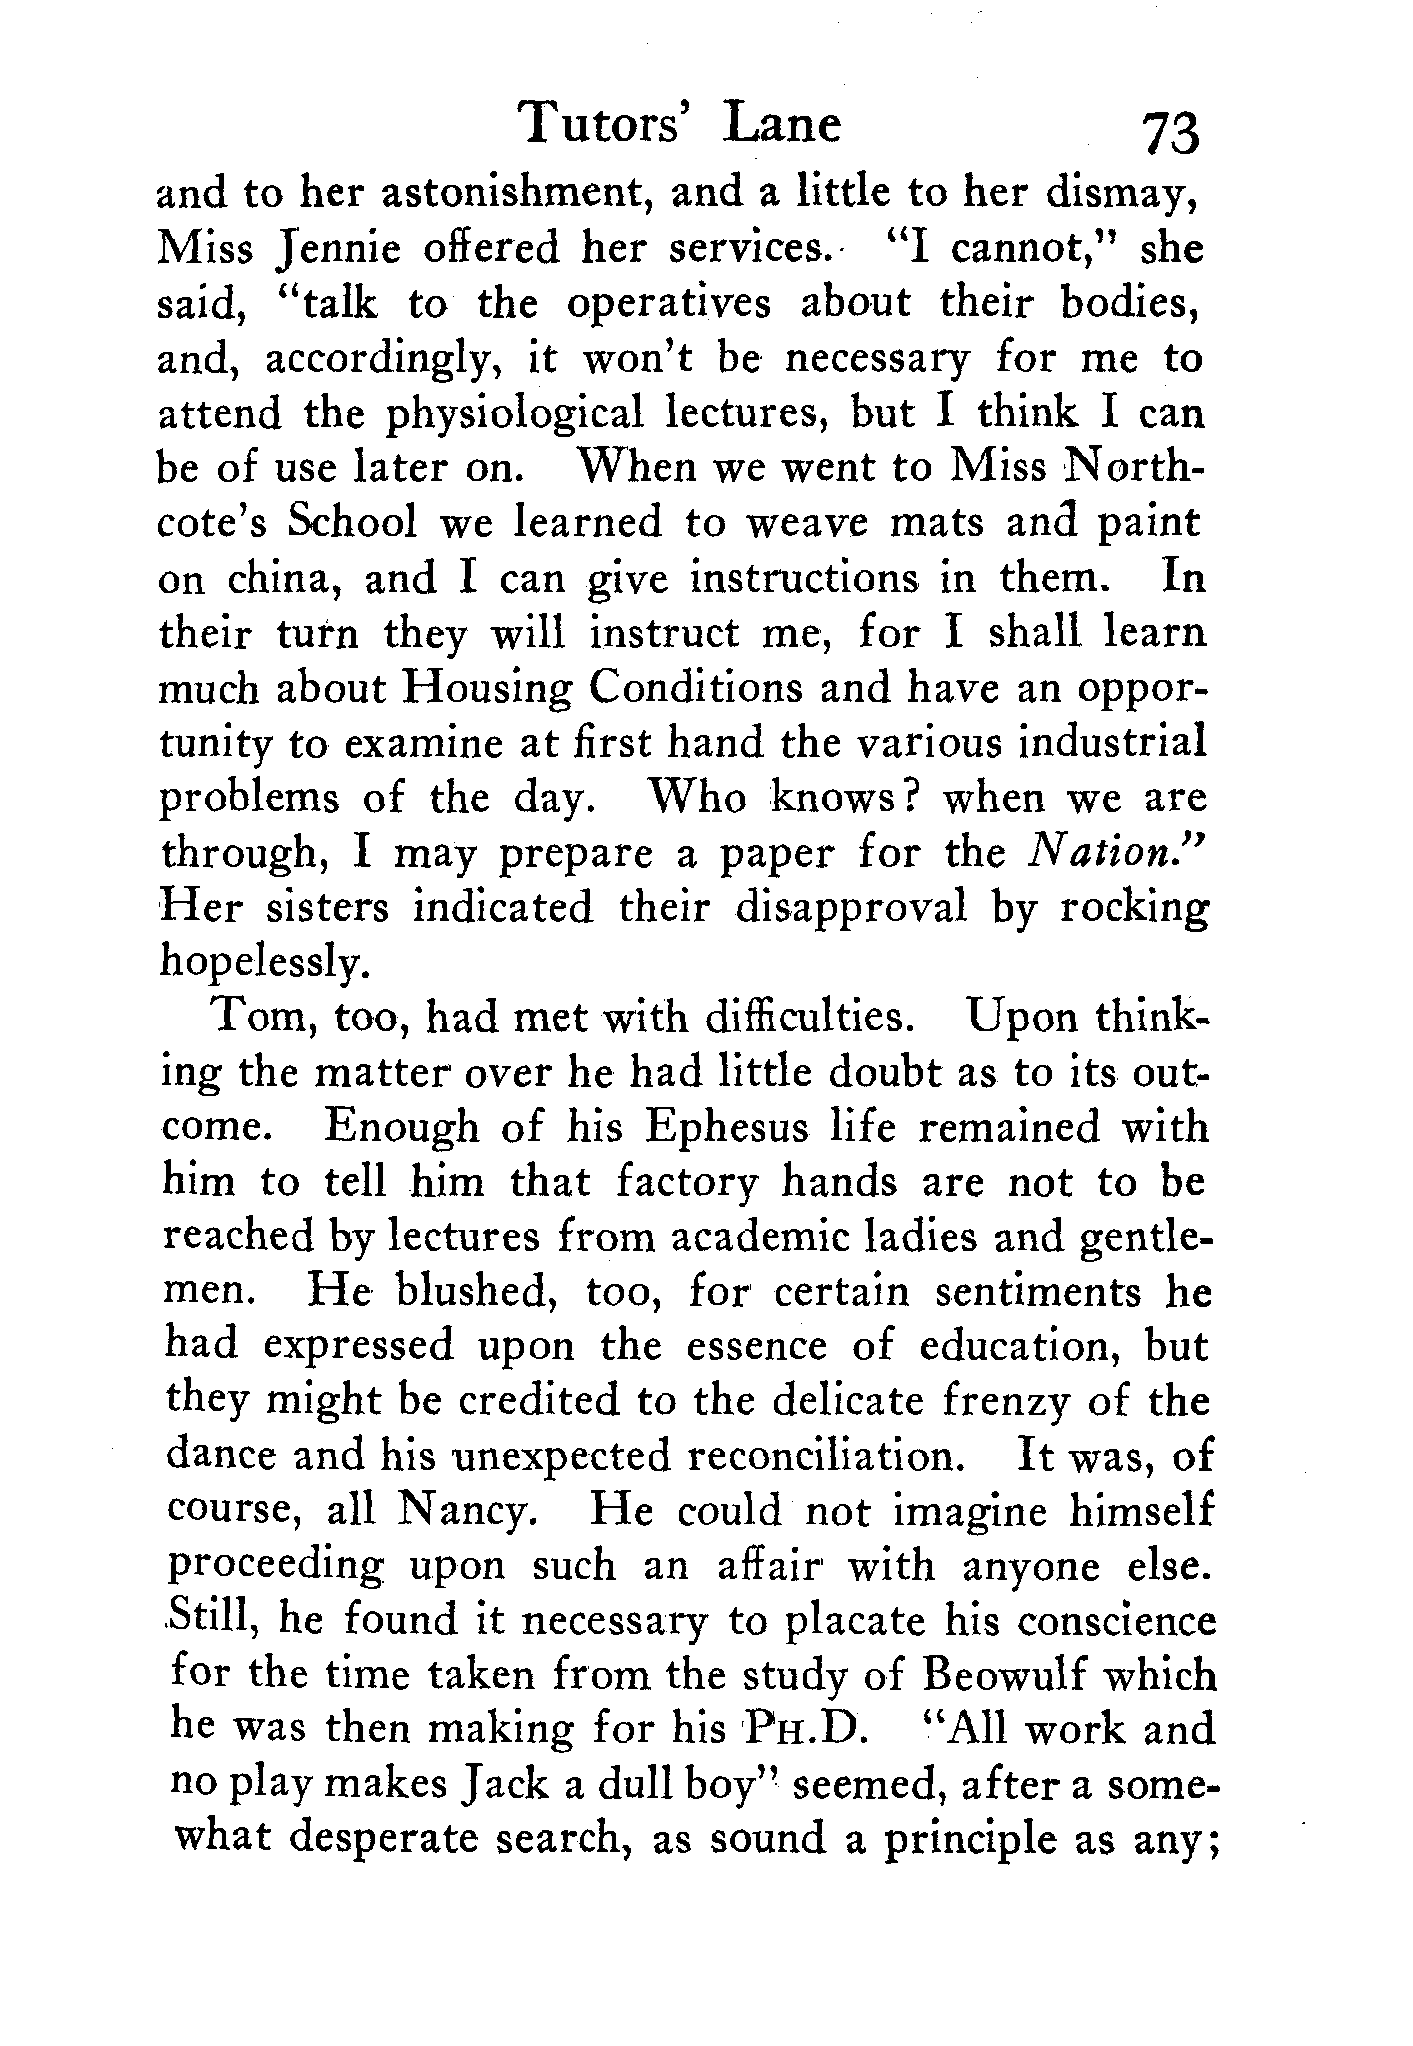 Tutors' Lane 73
and to her astonishment, and a little to her dismay,
Miss Jennie offered her services. "I cannot," she
said, "talk to the operatives about their bodies,
and, accordingly, it won't be necessary for me to
attend the physiological lectures, but I think I can
be of use later on. When we went to Miss North-
cote's School we learned to weave mats and paint
on china, and I can give instructions in them. In
their turn they will instruct me, for I shall learn
much about Housing Conditions and have an oppor-
tunity to examine at first hand the various industrial
problems of the day. Who knows? when we are
through, I may prepare a paper for the Nation."
Her sisters indicated their disapproval by rocking
hopelessly.
Tom, too, had met with difficulties. Upon think-
ing the matter over he had little doubt as to its out-
come. Enough of his Ephesus life remained with
him to tell him that factory hands are not to be
reached by lectures from academic ladies and gentle-
men. He blushed, too, for certain sentiments he
had expressed upon the essence of education, but
they might be credited to the delicate frenzy of the
dance and his unexpected reconciliation. It was, of
course, all Nancy. He could not imagine himself
proceeding upon such an affair with anyone else.
Still, he found it necessary to placate his conscience
for the time taken from the study of Beowulf which
he was then making for his PH.D. "All work and
no play makes Jack a dull boy" seemed, after a some-
what desperate search, as sound a principle as any;